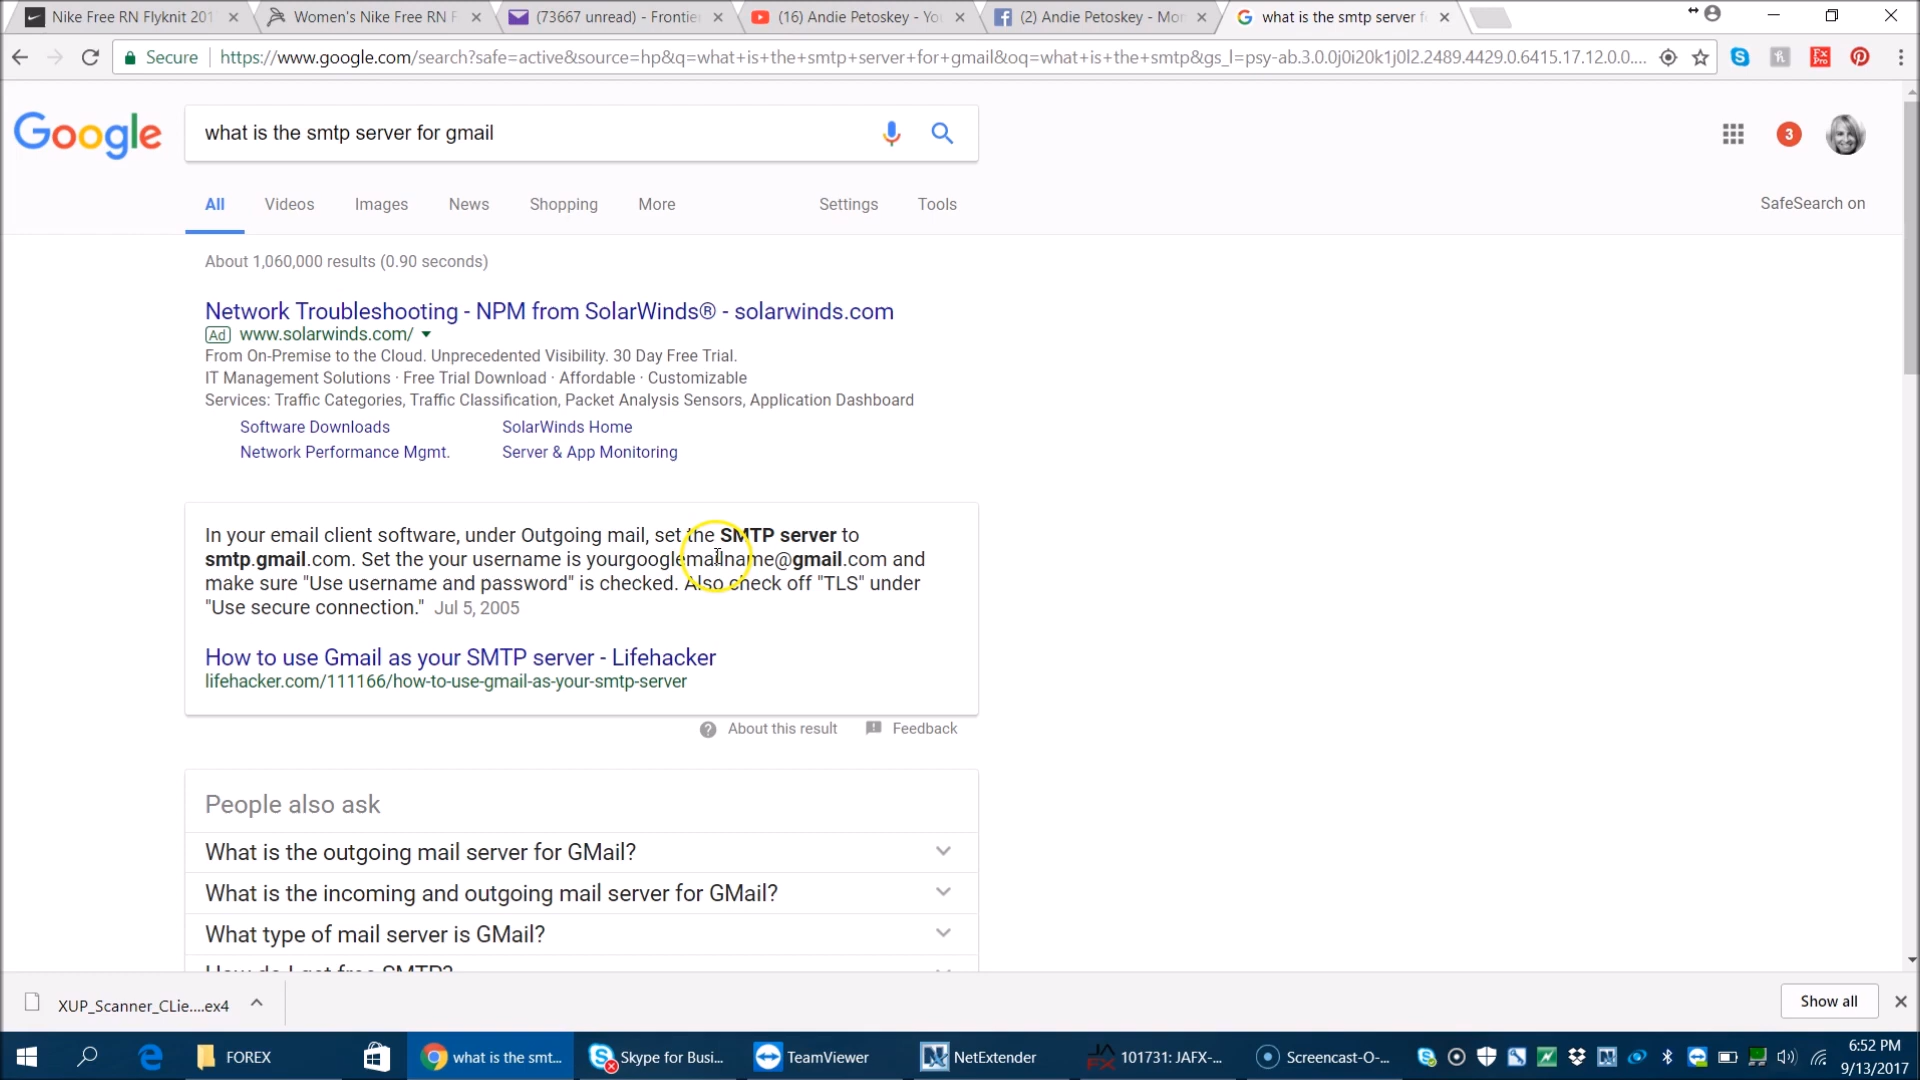 Nike Free RN Flyknit 201
Women's Nike Free RN F
(73667 unread) - Frontier
(16) Andie Petoskey - You
(2) Andie Petoskey - Mor
what is the smtp server f
Secure
https://www.google.com/search?safe=active&source=hp&q=what+is+the+smtp+server+for+gmail&oq=what+is+the+smtp&gs_l=psy-ab.3.0.0j0i20k1j0l2.2489.4429.0.6415.17.12.0.0....
Fx Pro
Google
what is the smtp server for gmail
3
All
Videos
Images
News
Shopping
More
Settings
Tools
SafeSearch on
About 1,060,000 results (0.90 seconds)
Network Troubleshooting - NPM from SolarWinds® - solarwinds.com
Ad www.solarwinds.com/
From On-Premise to the Cloud. Unprecedented Visibility. 30 Day Free Trial.
IT Management Solutions · Free Trial Download · Affordable · Customizable
Services: Traffic Categories, Traffic Classification, Packet Analysis Sensors, Application Dashboard
Software Downloads
SolarWinds Home
Network Performance Mgmt.
Server & App Monitoring
In your email client software, under Outgoing mail, set the SMTP server to
smtp.gmail.com. Set the your username is yourgooglemailname@gmail.com and
make sure "Use username and password" is checked. Also check off "TLS" under
"Use secure connection." Jul 5, 2005
How to use Gmail as your SMTP server - Lifehacker
lifehacker.com/111166/how-to-use-gmail-as-your-smtp-server
About this result
Feedback
People also ask
What is the outgoing mail server for GMail?
What is the incoming and outgoing mail server for GMail?
What type of mail server is GMail?
How do I get free SMTP?
XUP_Scanner_CLie....ex4
Show all
FOREX
what is the smt...
Skype for Busi...
TeamViewer
NetExtender
101731: JAFX-...
Screencast-O-...
6:52 PM
9/13/2017